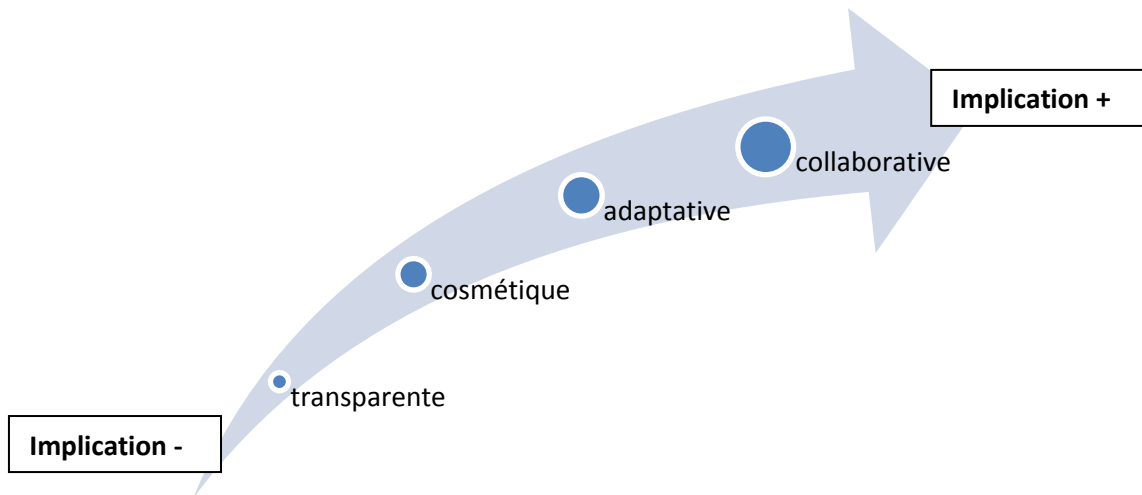 Implication +
collaborative
adaptative
cosmétique
transparente
Implication -